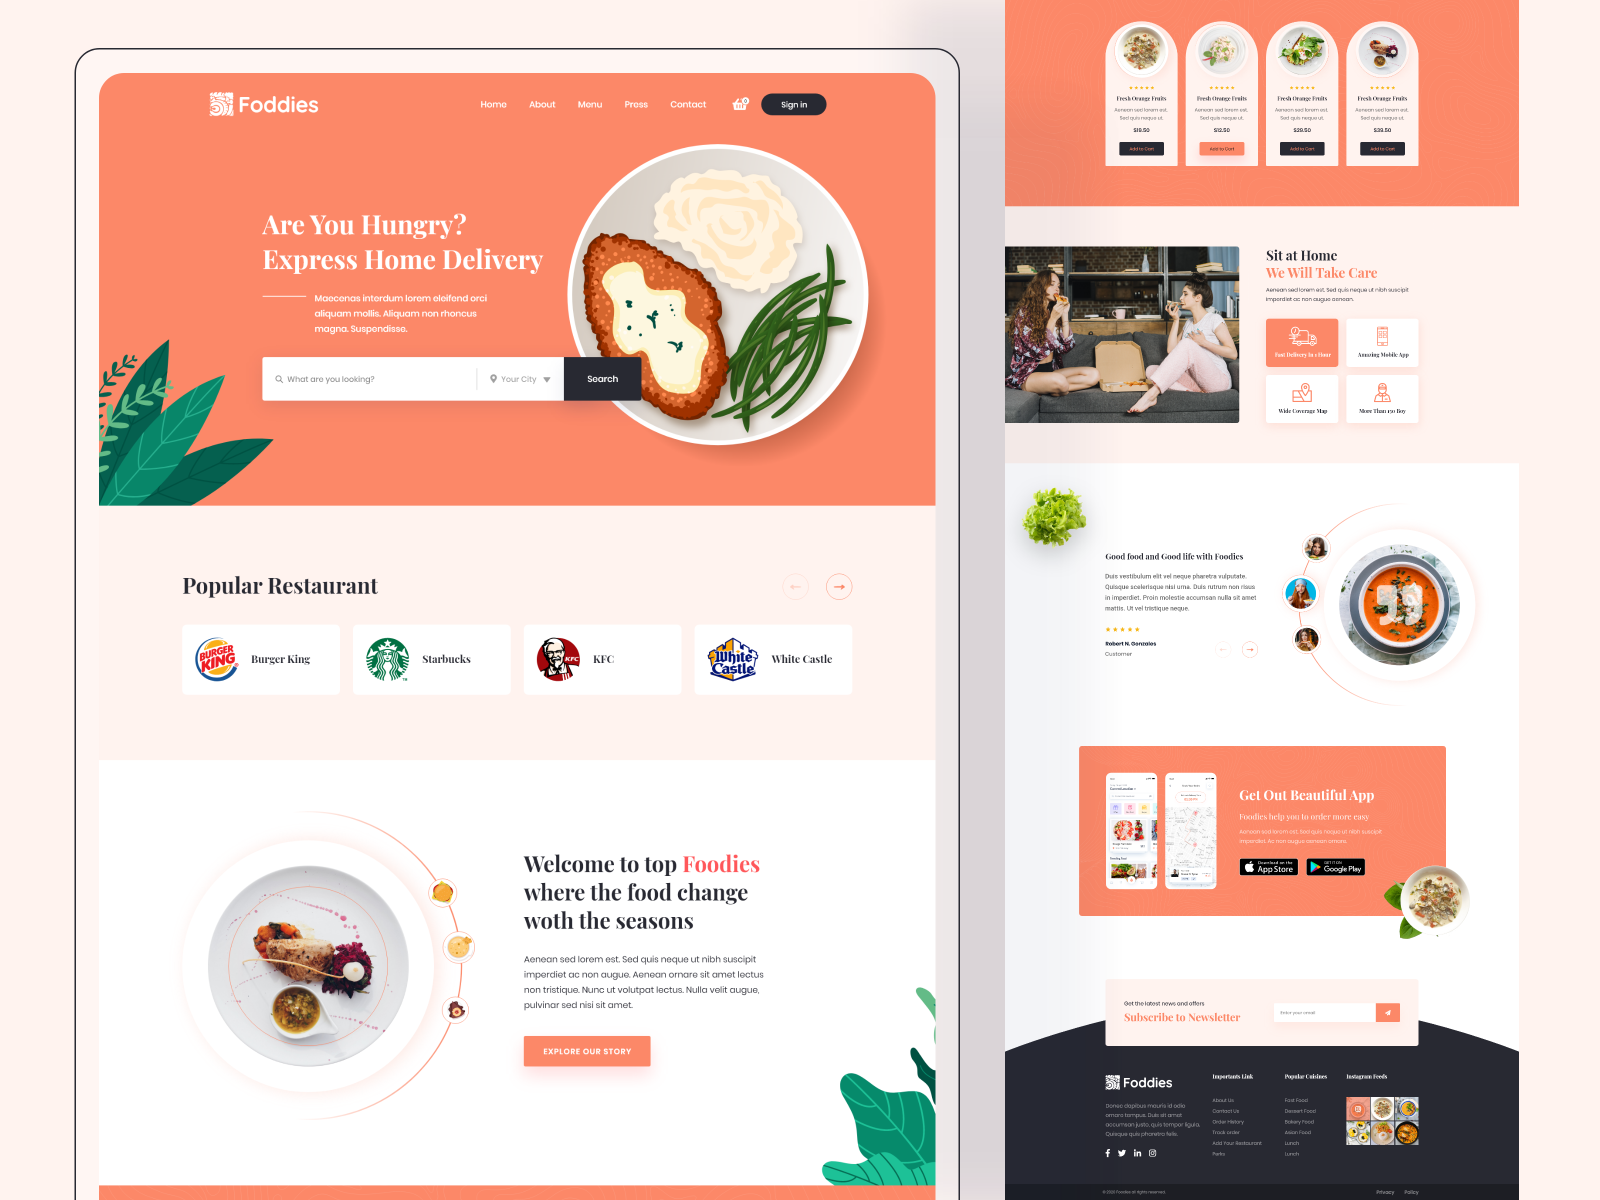 Foddies
Home About Menu Press Contact
Sign in
Are You Hungry?
Express Home Delivery
Maecenas interdum lorem eleifend orci
aliquam mollis. Aliquam non rhoncus
magna. Suspendisse.
What are you looking?
Your City
Search
Popular Restaurant
BURGER KING
Burger King
Starbucks
KFC
KFC
White Castle
White Castle
Welcome to top Foodies
where the food change
woth the seasons
Aenean sed lorem est. Sed quis neque ut nibh suscipit
imperdiet ac non augue. Aenean ornare sit amet lectus
non tristique. Nunc ut volutpat lectus. Nulla velit augue,
pulvinar sed nisi sit amet.
EXPLORE OUR STORY
Fresh Orange Fruits
Aenean sed lorem est.
Sed quis neque ut.
$19.50
Add to Cart
Fresh Orange Fruits
Aenean sed lorem est.
Sed quis neque ut.
$12.50
Add to Cart
Fresh Orange Fruits
Aenean sed lorem est.
Sed quis neque ut.
$29.50
Add to Cart
Fresh Orange Fruits
Aenean sed lorem est.
Sed quis neque ut.
$39.50
Add to Cart
Sit at Home
We Will Take Care
Aenean sed lorem est. Sed quis neque ut nibh suscipit
imperdiet ac non augue aenean.
Fast Delivery in 1 Hour
Amazing Mobile App
Wide Coverage Map
More Than 150 Boy
Good food and Good life with Foodies
Duis vestibulum elit vel neque pharetra vulputate.
Quisque scelerisque nisl urna. Duis rutrum non risus
in imperdiet. Proin molestie accumsan nulla sit amet
mattis. Ut vel tristique neque.
Robert N. Gonzales
Customer
Get Out Beautiful App
Foodies help you to order more easy
Aenean sed lorem est. Sed quis neque ut nibh suscipit
imperdiet. Ac non augue aenean ornare.
Download on the
App Store
GET IT ON
Google Play
Get the latest news and offers
Subscribe to Newsletter
Enter your email
Foddies
Donec dapibus mauris id odio
ornare tempus. Duis sit amet
accumsan justo, quis tempor ligula.
Quisque quis pharetra felis.
Importants Link
About Us
Contact Us
Order History
Track order
Add Your Restaurant
Perks
Popular Cuisines
Fast Food
Dessert Food
Bakery Food
Asian Food
Lunch
Lunch
Instagram Feeds
Privacy Policy